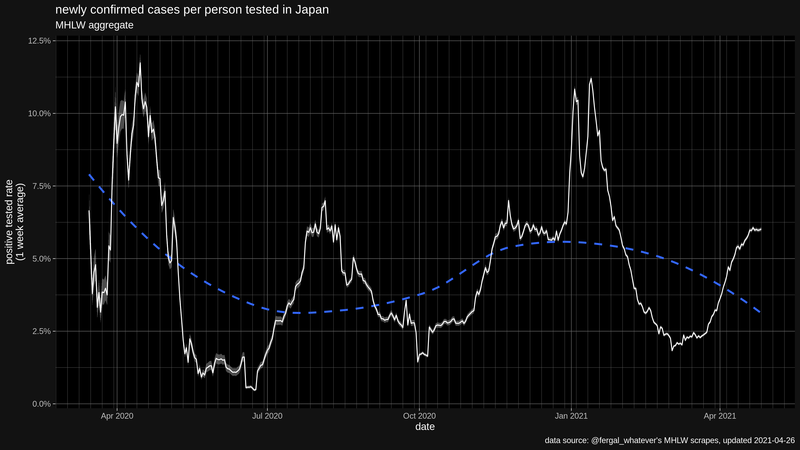 newly confirmed cases per person tested in Japan
MHLW aggregate
12.5%
10.0%
7.5%
5.0%
2.5%
0.0%
positive tested rate
(1 week average)
Apr 2020
Jul 2020
Oct 2020
Jan 2021
Apr 2021
date
data source: @fergal_whatever's MHLW scrapes, updated 2021-04-26